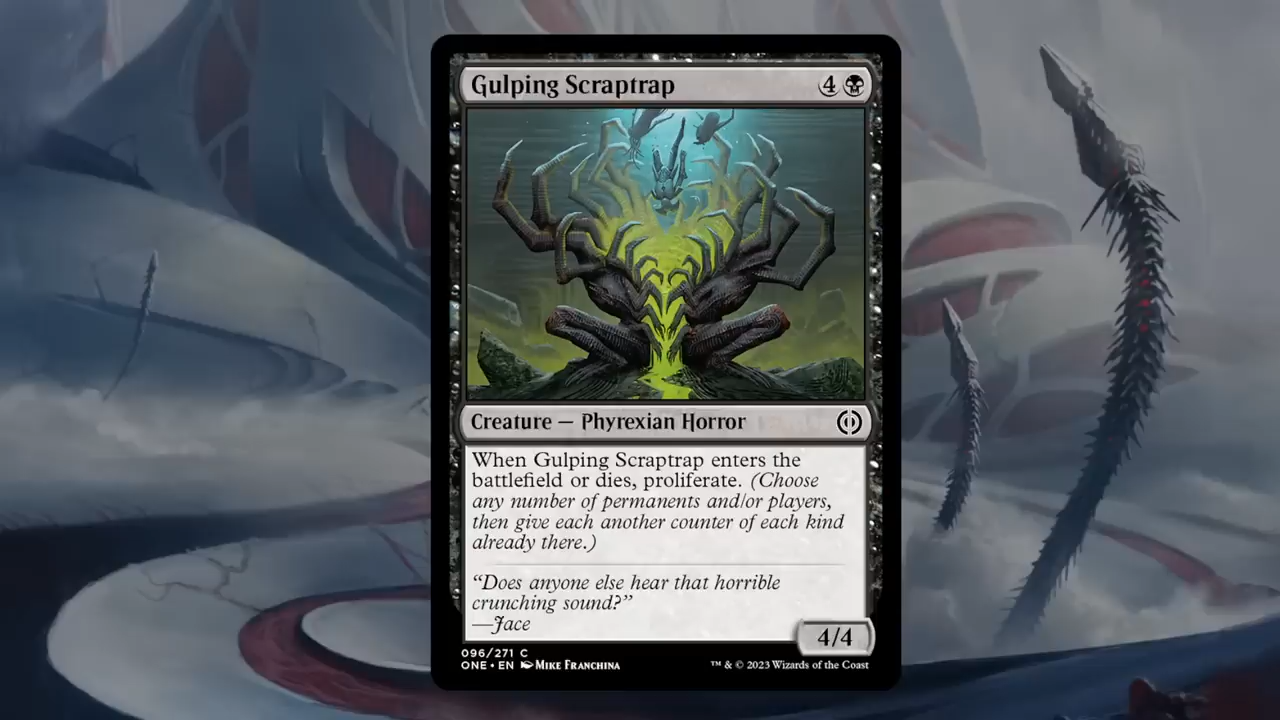 Gulping Scraptrap 4
Creature — Phyrexian Horror
When Gulping Scraptrap enters the
battlefield or dies, proliferate. (Choose
any number of permanents and/or players,
then give each another counter of each kind
already there.)
“Does anyone else hear that horrible
crunching sound?”
—Jace
4/4
096/271 C
ONE • EN Mike Franchina ™ & © 2023 Wizards of the Coast